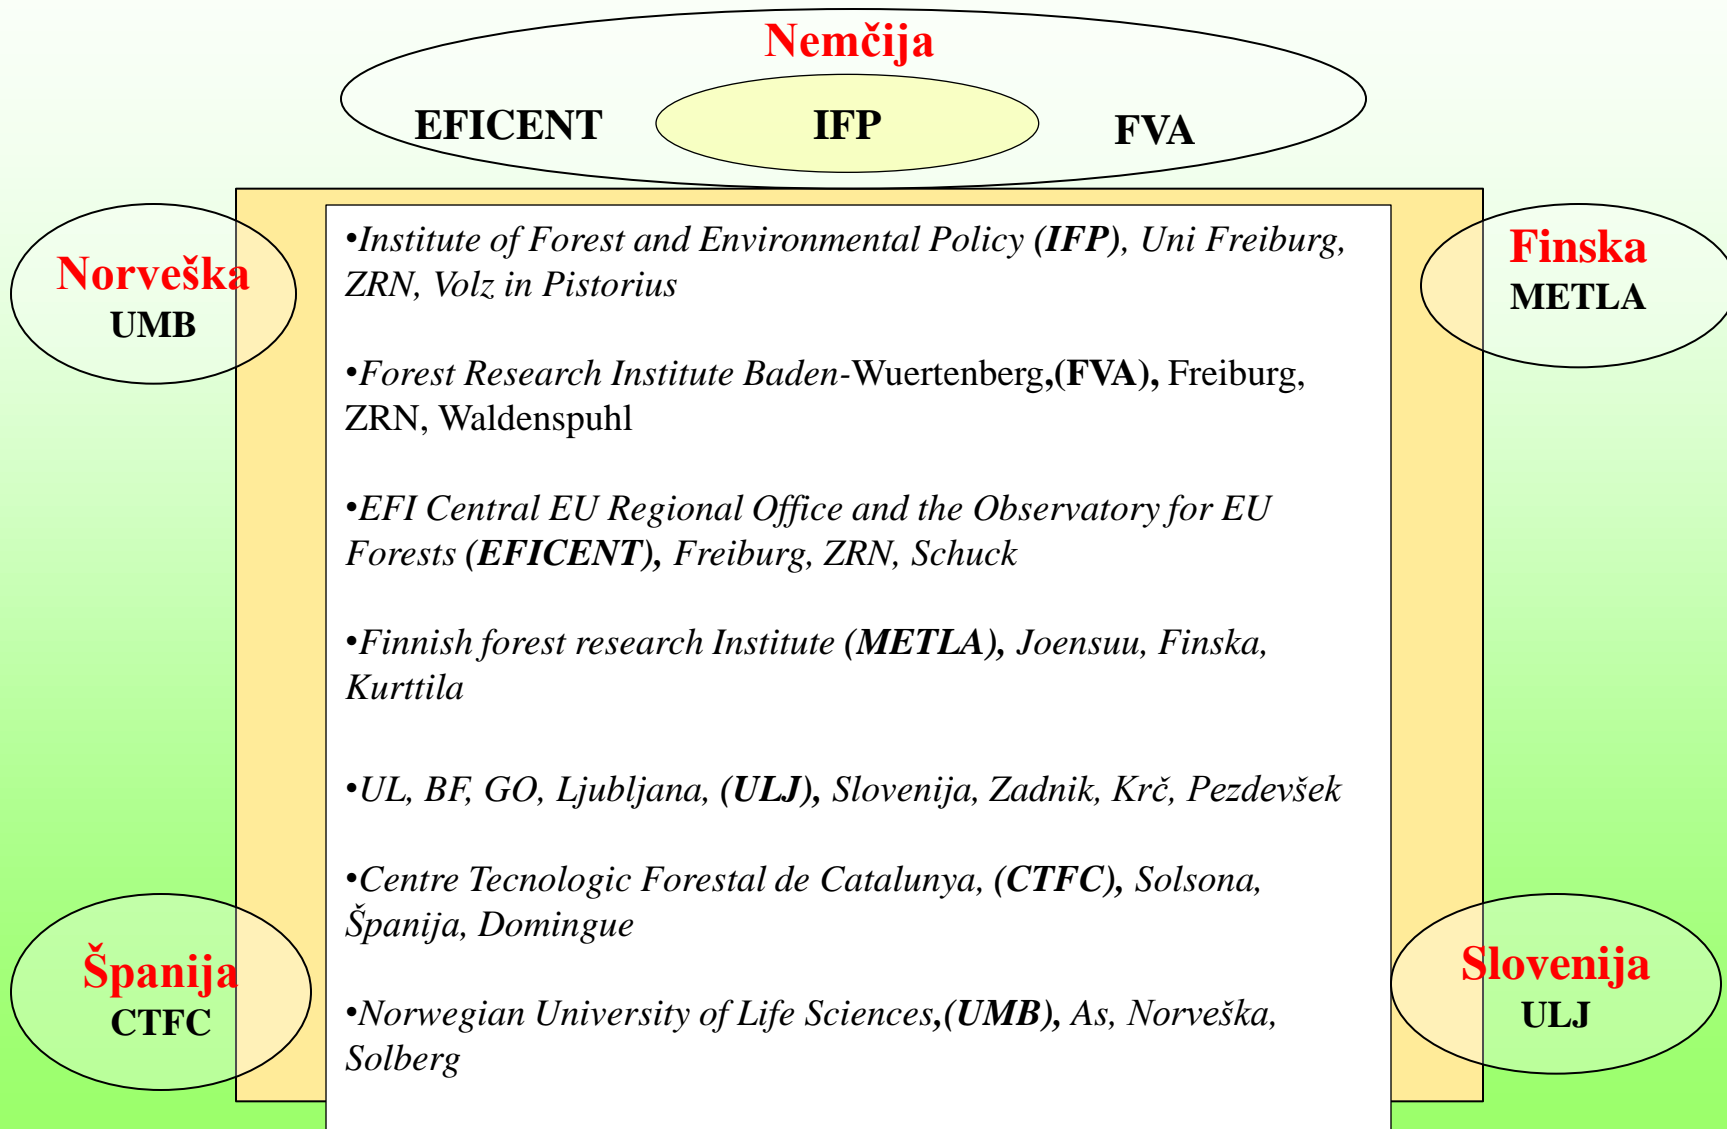 Nemčija
EFICENT IFP FVA
Norveška
UMB
Finska
METLA
•Institute of Forest and Environmental Policy (IFP), Uni Freiburg,
ZRN, Volz in Pistorius
•Forest Research Institute Baden-Wuertenberg,(FVA), Freiburg,
ZRN, Waldenspuhl
•EFI Central EU Regional Office and the Observatory for EU
Forests (EFICENT), Freiburg, ZRN, Schuck
•Finnish forest research Institute (METLA), Joensuu, Finska,
Kurttila
•UL, BF, GO, Ljubljana, (ULJ), Slovenija, Zadnik, Krč, Pezdevšek
•Centre Tecnologic Forestal de Catalunya, (CTFC), Solsona,
Španija, Domingue
•Norwegian University of Life Sciences,(UMB), As, Norveška,
Solberg
Španija
CTFC
Slovenija
ULJ